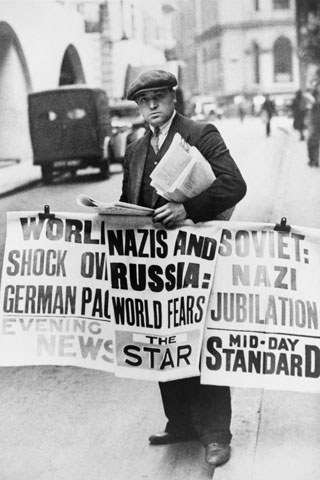 WORL
SHOCK OV
GERMAN PA
EVENING
NEWS
NAZIS AND
RUSSIA:
WORLD FEARS
THE
STAR
SOVIET:
NAZI
JUBILATION
MID-DAY
STANDARD